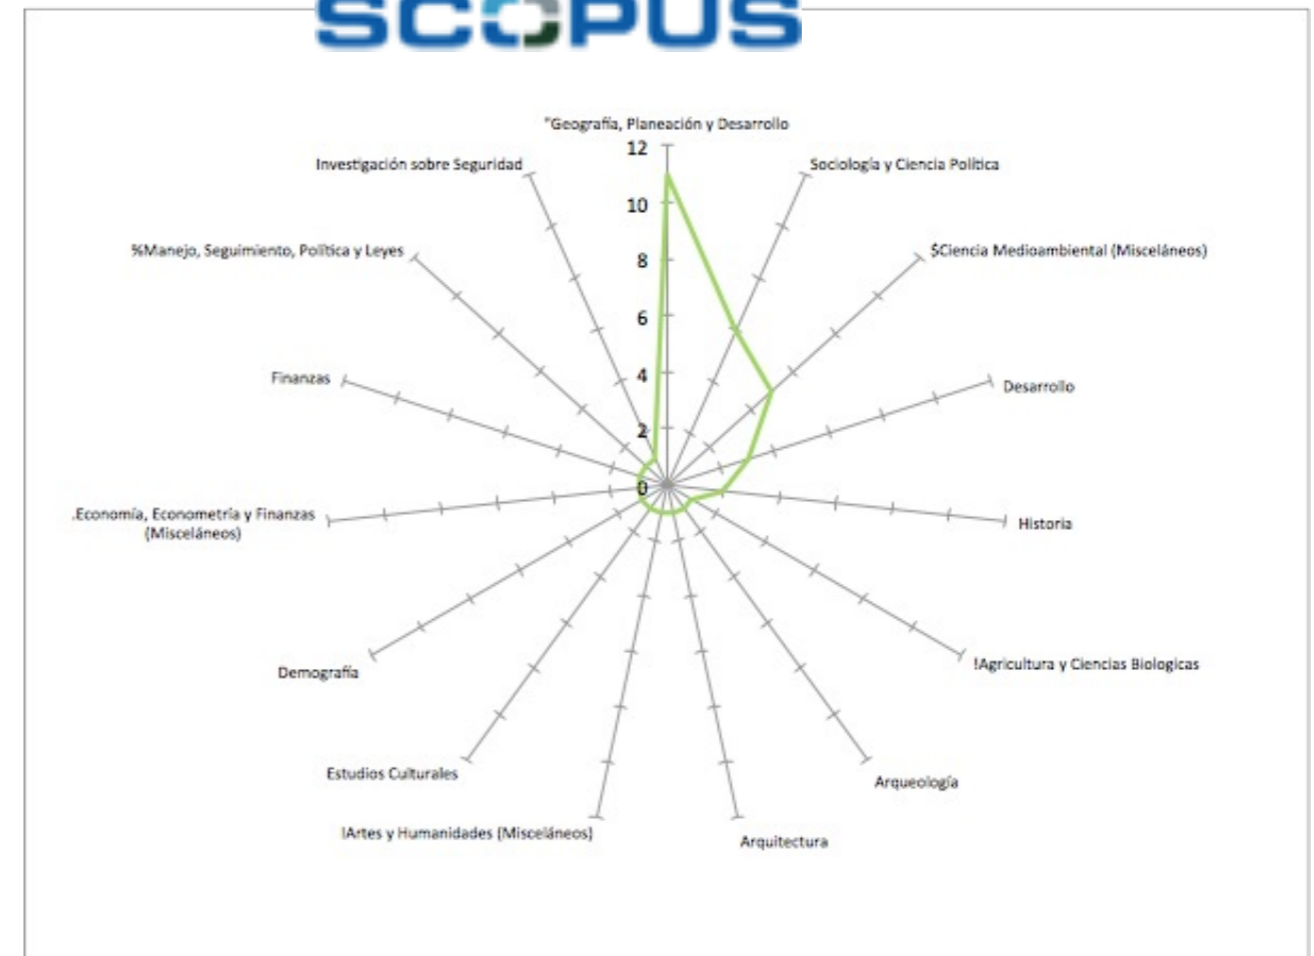 SCOPUS
"Geografía, Planeación y Desarrollo
Investigación sobre Seguridad
Sociología y Ciencia Política
%Manejo, Seguimiento, Política y Leyes
$Ciencia Medioambiental (Misceláneos)
Finanzas
Desarrollo
.Economía, Econometría y Finanzas
(Misceláneos)
Historia
Demografía
!Agricultura y Ciencias Biologicas
Estudios Culturales
Arqueología
!Artes y Humanidades (Misceláneos)
Arquitectura
12
10
8
6
4
2
0